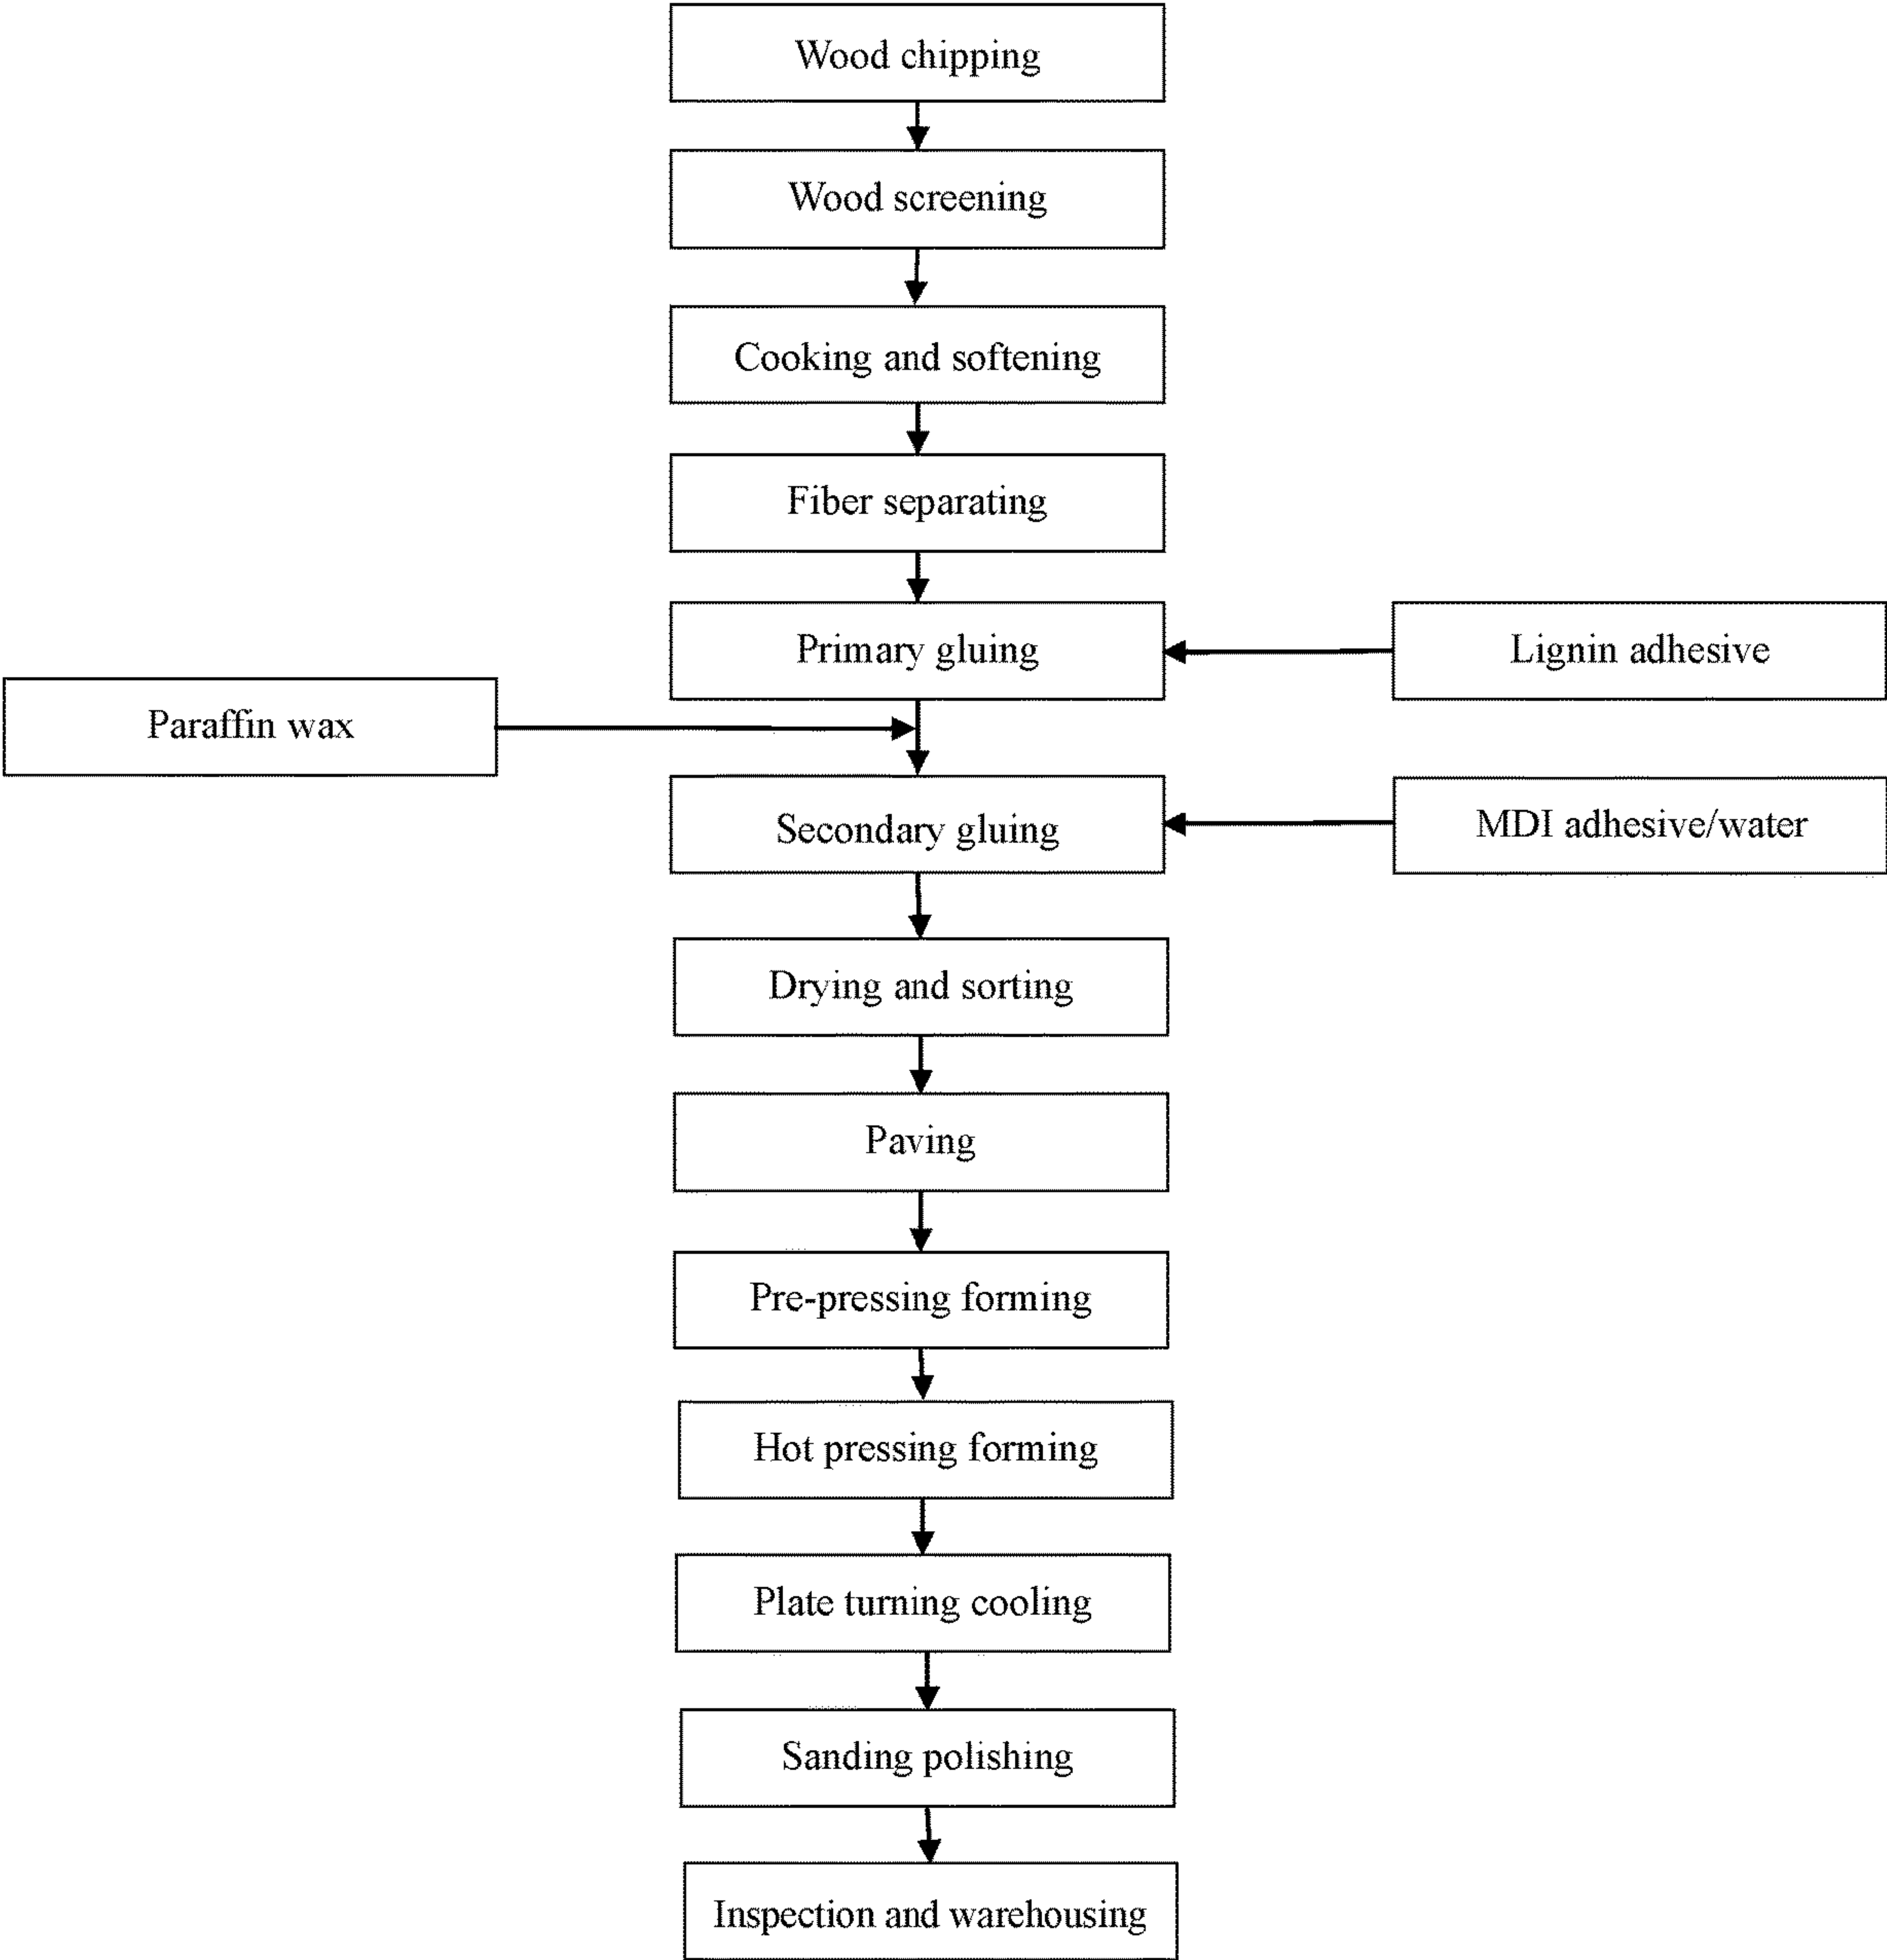 Wood chipping
Wood screening
Cooking and softening
Fiber separating
Primary gluing
Lignin adhesive
Paraffin wax
Secondary gluing
MDI adhesive/water
Drying and sorting
Paving
Pre-pressing forming
Hot pressing forming
Plate turning cooling
Sanding polishing
Inspection and warehousing